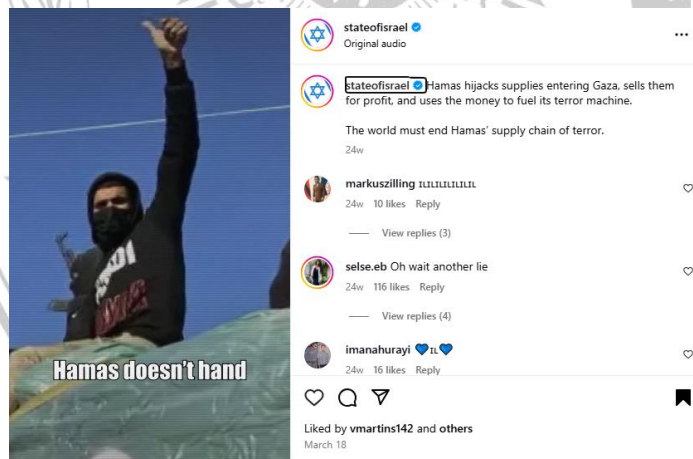 stateofisrael
Original audio
stateofisrael Hamas hijacks supplies entering Gaza, sells them
for profit, and uses the money to fuel its terror machine.
The world must end Hamas' supply chain of terror.
24w
markuszilling ILILILILILILIL
24w 10 likes Reply
View replies (3)
selse.eb Oh wait another lie
24w 116 likes Reply
View replies (4)
imanahurayi 💙IL💙
24w 16 likes Reply
Liked by vmartins142 and others
March 18
Hamas doesn't hand